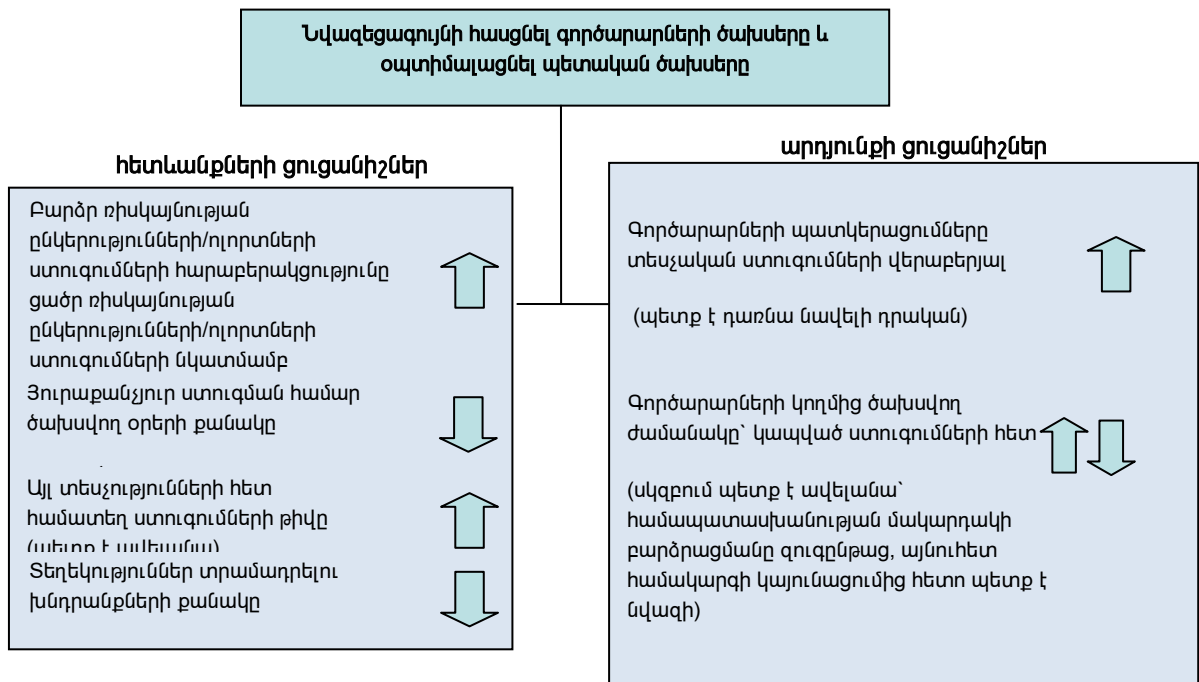 Նվազեցագույնի հասցնել գործարարների ծախսերը և
օպտիմալացնել պետական ծախսերը
հետևանքների ցուցանիշներ
Բարձր ռիսկայնության
ընկերությունների/ոլորտների
ստուգումների հարաբերակցությունը
ցածր ռիսկայնության
ընկերությունների/ոլորտների
ստուգումների նկատմամբ
Յուրաքանչյուր ստուգման համար
ծախսվող օրերի քանակը
Այլ տեսչությունների հետ
համատեղ ստուգումների թիվը
(պետք է ավելանա)
Տեղեկություններ տրամադրելու
խնդրանքների քանակը
արդյունքի ցուցանիշներ
Գործարարների պատկերացումները
տեսչական ստուգումների վերաբերյալ
(պետք է դառնա նավելի դրական)
Գործարարների կողմից ծախսվող
ժամանակը՝ կապված ստուգումների հետ
(սկզբում պետք է ավելանա՝
համապատասխանության մակարդակի
բարձրացմանը զուգընթաց, այնուհետ
համակարգի կայունացումից հետո պետք է
նվազի)